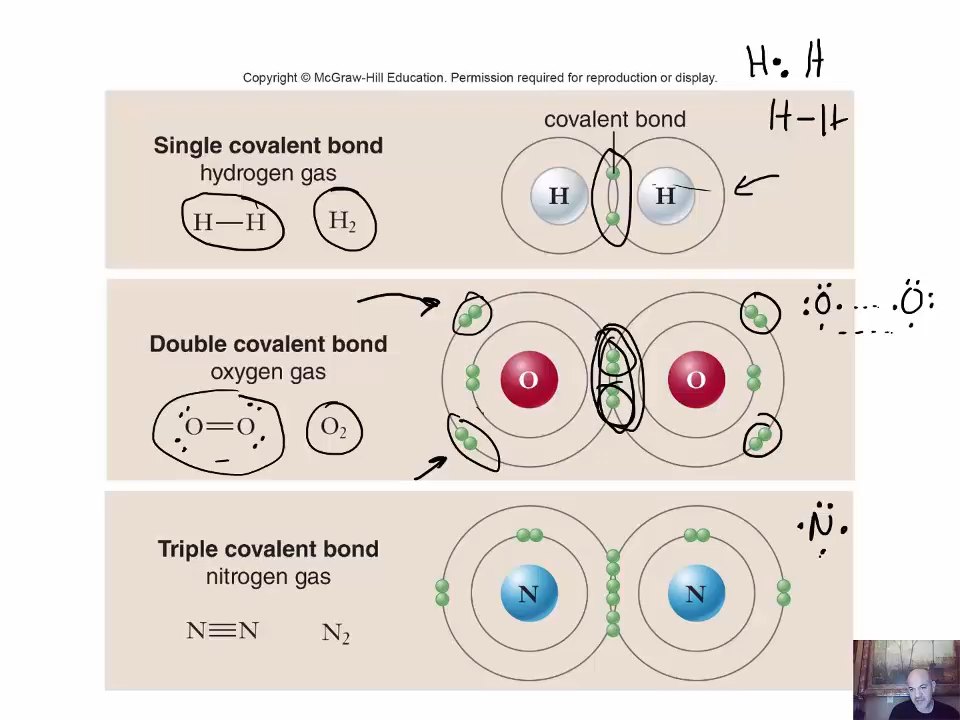 Copyright © McGraw-Hill Education. Permission required for reproduction or display.
H H
H–H
Single covalent bond
hydrogen gas
H—H H₂
covalent bond
H H
Double covalent bond
oxygen gas
O=O O₂
O O
O O
Triple covalent bond
nitrogen gas
N≡N N₂
N N
N